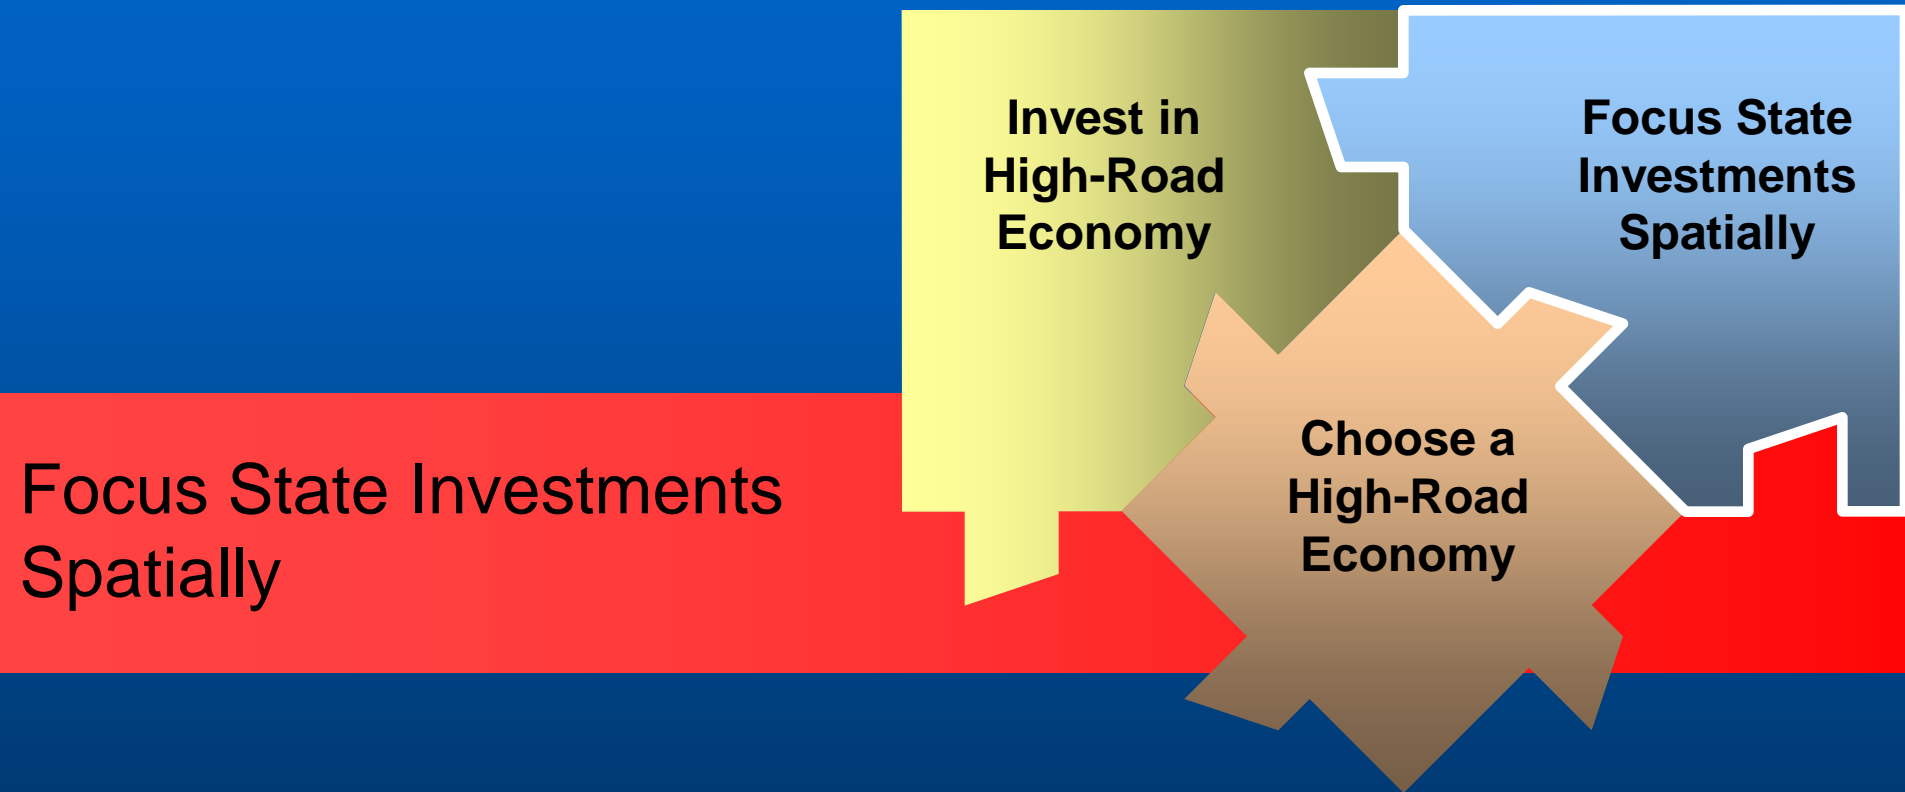 Invest in
High-Road
Economy
Focus State
Investments
Spatially
Choose a
High-Road
Economy
Focus State Investments
Spatially